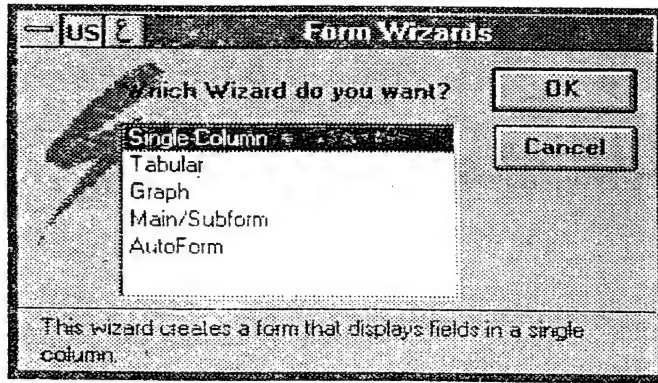 US ع Form Wizards
Which Wizard do you want?
OK
Single-Column
Cancel
Tabular
Graph
Main/Subform
AutoForm
This wizard creates a form that displays fields in a single
column.